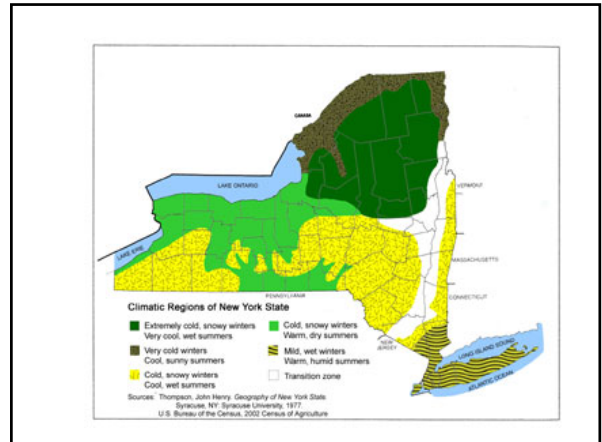 CANADA
LAKE ONTARIO
VERMONT
LAKE ERIE
MASSACHUSETTS
CONNECTICUT
PENNSYLVANIA
NEW JERSEY
LONG ISLAND SOUND
ATLANTIC OCEAN
Climatic Regions of New York State
Extremely cold, snowy winters
Very cool, wet summers
Very cold winters
Cool, sunny summers
Cold, snowy winters
Cool, wet summers
Cold, snowy winters
Warm, dry summers
Mild, wet winters
Warm, humid summers
Transition zone
Sources: Thompson, John Henry. Geography of New York State.
Syracuse, NY: Syracuse University, 1977.
U.S. Bureau of the Census, 2002 Census of Agriculture